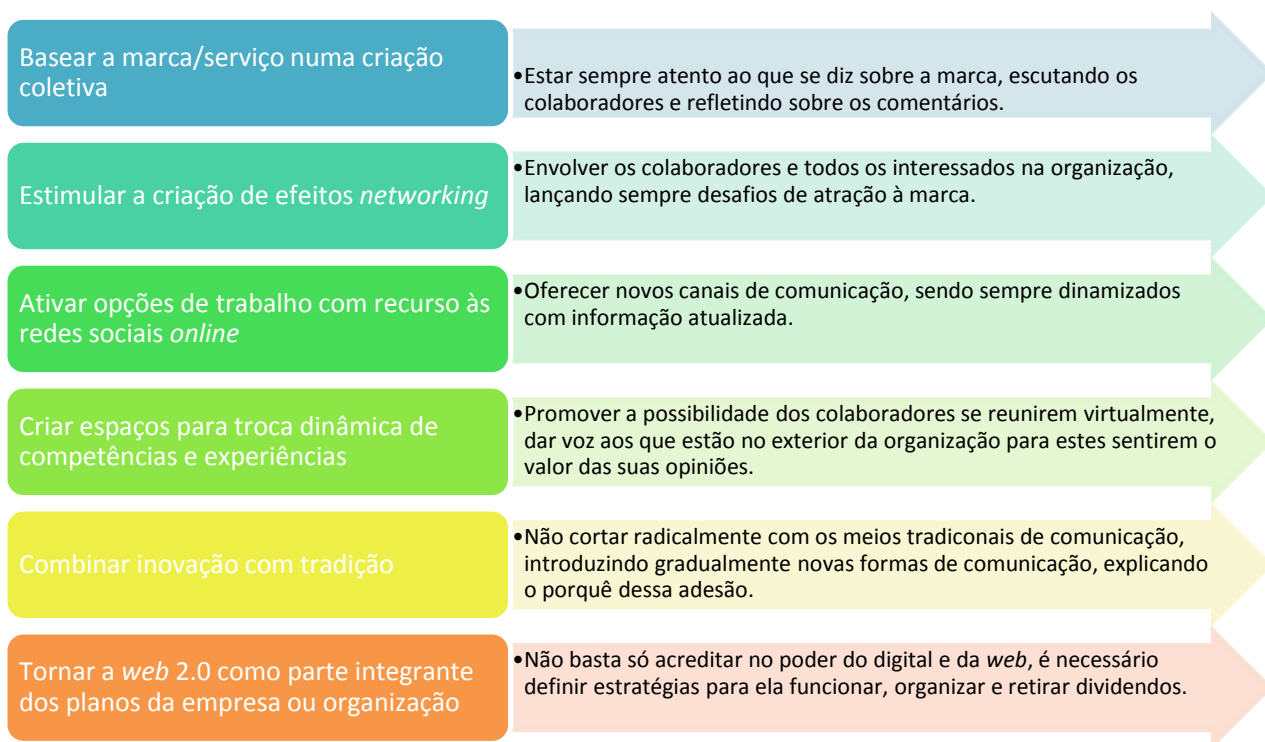 Basear a marca/serviço numa criação
coletiva
•Estar sempre atento ao que se diz sobre a marca, escutando os
colaboradores e refletindo sobre os comentários.
Estimular a criação de efeitos networking
•Envolver os colaboradores e todos os interessados na organização,
lançando sempre desafios de atração à marca.
Ativar opções de trabalho com recurso às
redes sociais online
•Oferecer novos canais de comunicação, sendo sempre dinamizados
com informação atualizada.
Criar espaços para troca dinâmica de
competências e experiências
•Promover a possibilidade dos colaboradores se reunirem virtualmente,
dar voz aos que estão no exterior da organização para estes sentirem o
valor das suas opiniões.
Combinar inovação com tradição
•Não cortar radicalmente com os meios tradiconais de comunicação,
introduzindo gradualmente novas formas de comunicação, explicando
o porquê dessa adesão.
Tornar a web 2.0 como parte integrante
dos planos da empresa ou organização
•Não basta só acreditar no poder do digital e da web, é necessário
definir estratégias para ela funcionar, organizar e retirar dividendos.